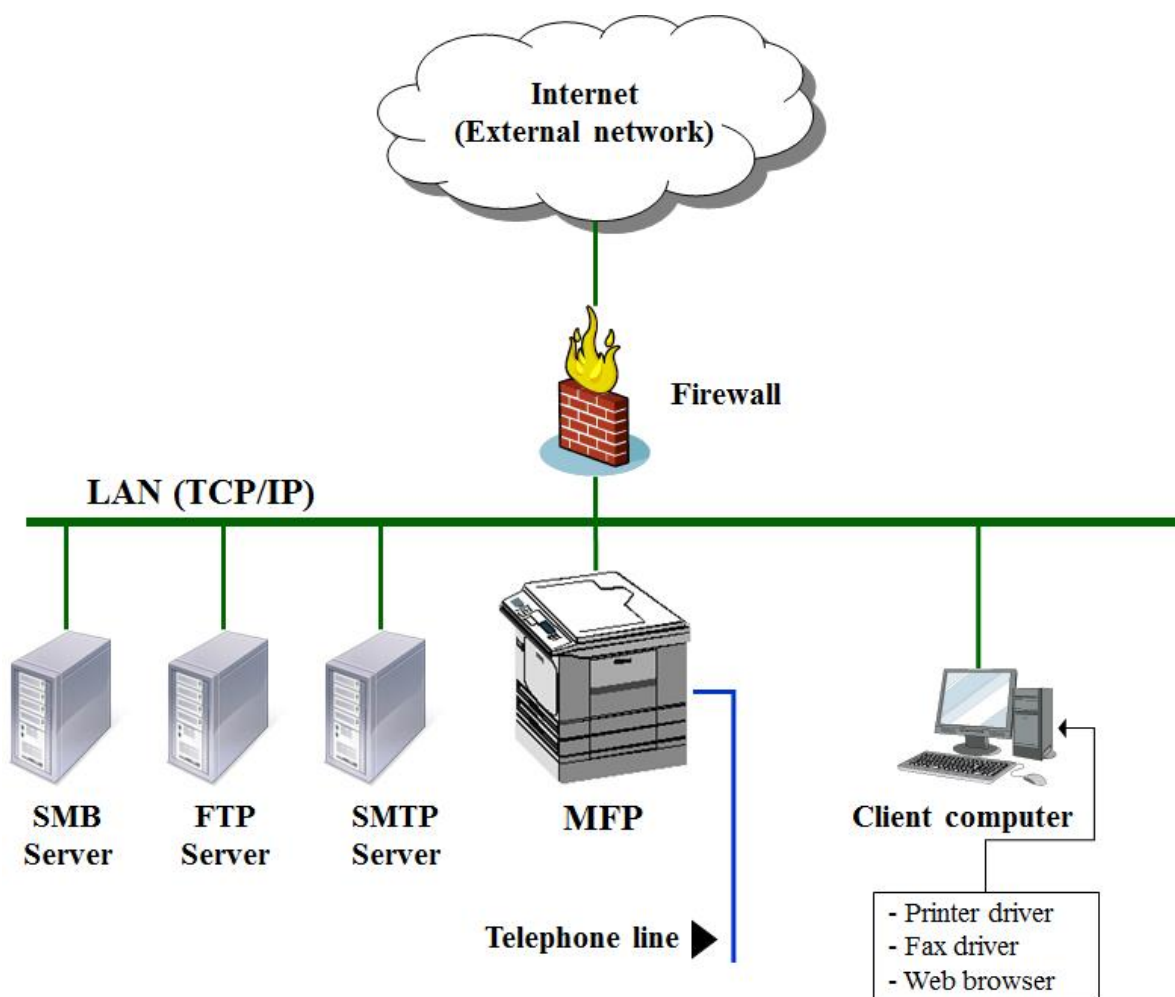 Internet
(External network)
Firewall
LAN (TCP/IP)
SMB
Server
FTP
Server
SMTP
Server
MFP
Client computer
Telephone line
- Printer driver
- Fax driver
- Web browser